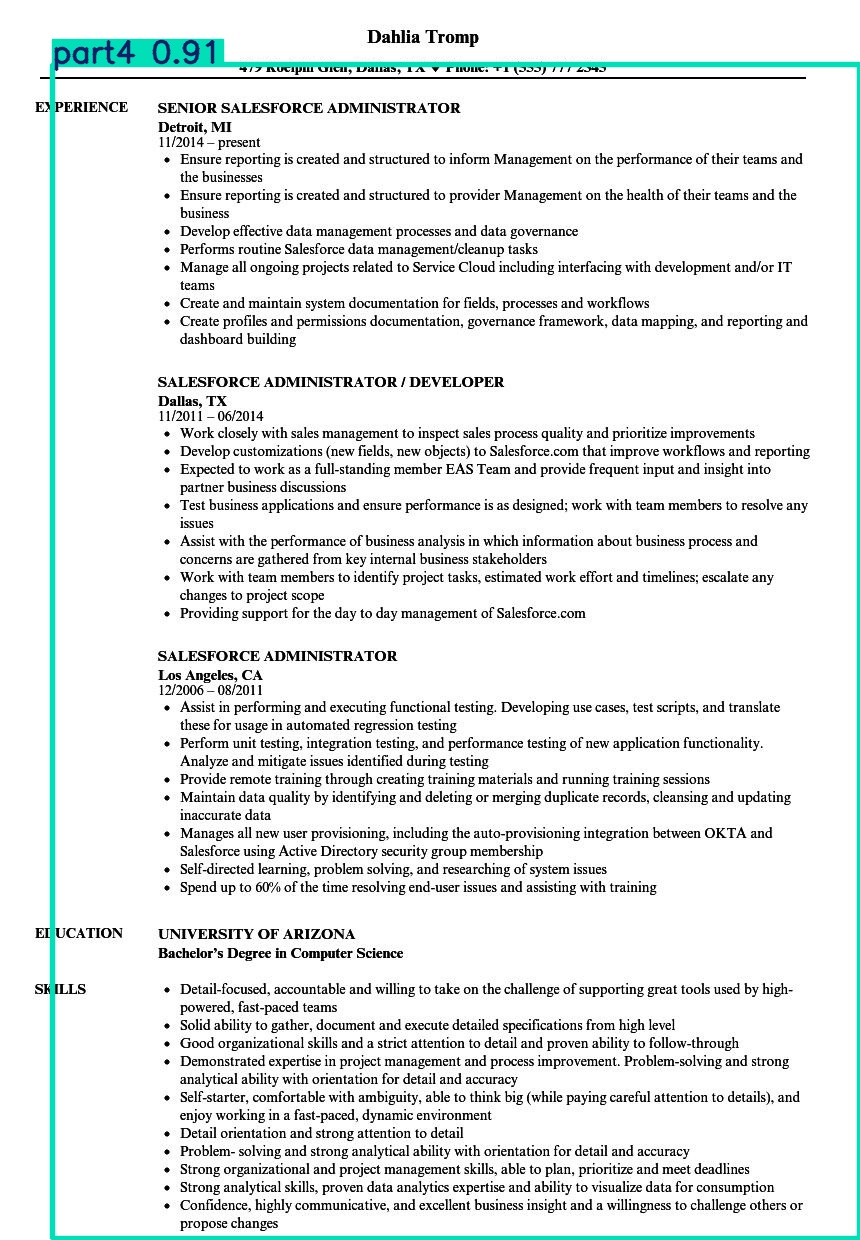 Dahlia Tromp
part4 0.91
479 Koelpin Glen, Dallas, TX ♥ Phone: +1 (555) 777 2345
EXPERIENCE
SENIOR SALESFORCE ADMINISTRATOR
Detroit, MI
11/2014 – present
• Ensure reporting is created and structured to inform Management on the performance of their teams and
the businesses
• Ensure reporting is created and structured to provider Management on the health of their teams and the
business
• Develop effective data management processes and data governance
• Performs routine Salesforce data management/cleanup tasks
• Manage all ongoing projects related to Service Cloud including interfacing with development and/or IT
teams
• Create and maintain system documentation for fields, processes and workflows
• Create profiles and permissions documentation, governance framework, data mapping, and reporting and
dashboard building
SALESFORCE ADMINISTRATOR / DEVELOPER
Dallas, TX
11/2011 – 06/2014
• Work closely with sales management to inspect sales process quality and prioritize improvements
• Develop customizations (new fields, new objects) to Salesforce.com that improve workflows and reporting
• Expected to work as a full-standing member EAS Team and provide frequent input and insight into
partner business discussions
• Test business applications and ensure performance is as designed; work with team members to resolve any
issues
• Assist with the performance of business analysis in which information about business process and
concerns are gathered from key internal business stakeholders
• Work with team members to identify project tasks, estimated work effort and timelines; escalate any
changes to project scope
• Providing support for the day to day management of Salesforce.com
SALESFORCE ADMINISTRATOR
Los Angeles, CA
12/2006 – 08/2011
• Assist in performing and executing functional testing. Developing use cases, test scripts, and translate
these for usage in automated regression testing
• Perform unit testing, integration testing, and performance testing of new application functionality.
Analyze and mitigate issues identified during testing
• Provide remote training through creating training materials and running training sessions
• Maintain data quality by identifying and deleting or merging duplicate records, cleansing and updating
inaccurate data
• Manages all new user provisioning, including the auto-provisioning integration between OKTA and
Salesforce using Active Directory security group membership
• Self-directed learning, problem solving, and researching of system issues
• Spend up to 60% of the time resolving end-user issues and assisting with training
EDUCATION
UNIVERSITY OF ARIZONA
Bachelor's Degree in Computer Science
SKILLS
• Detail-focused, accountable and willing to take on the challenge of supporting great tools used by high-
powered, fast-paced teams
• Solid ability to gather, document and execute detailed specifications from high level
• Good organizational skills and a strict attention to detail and proven ability to follow-through
• Demonstrated expertise in project management and process improvement. Problem-solving and strong
analytical ability with orientation for detail and accuracy
• Self-starter, comfortable with ambiguity, able to think big (while paying careful attention to details), and
enjoy working in a fast-paced, dynamic environment
• Detail orientation and strong attention to detail
• Problem- solving and strong analytical ability with orientation for detail and accuracy
• Strong organizational and project management skills, able to plan, prioritize and meet deadlines
• Strong analytical skills, proven data analytics expertise and ability to visualize data for consumption
• Confidence, highly communicative, and excellent business insight and a willingness to challenge others or
propose changes